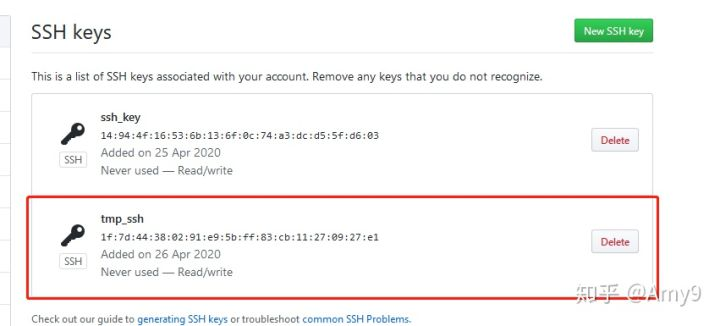 SSH keys
New SSH key
This is a list of SSH keys associated with your account. Remove any keys that you do not recognize.
ssh_key
14:94:4f:16:53:6b:13:6f:0c:74:a3:dc:d5:5f:d6:03
Added on 25 Apr 2020
Never used — Read/write
SSH
Delete
tmp_ssh
1f:7d:44:38:02:91:e9:5b:ff:83:cb:11:27:09:27:e1
Added on 26 Apr 2020
Never used — Read/write
SSH
Delete
Check out our guide to generating SSH keys or troubleshoot common SSH Problems.
知乎 @Amy9